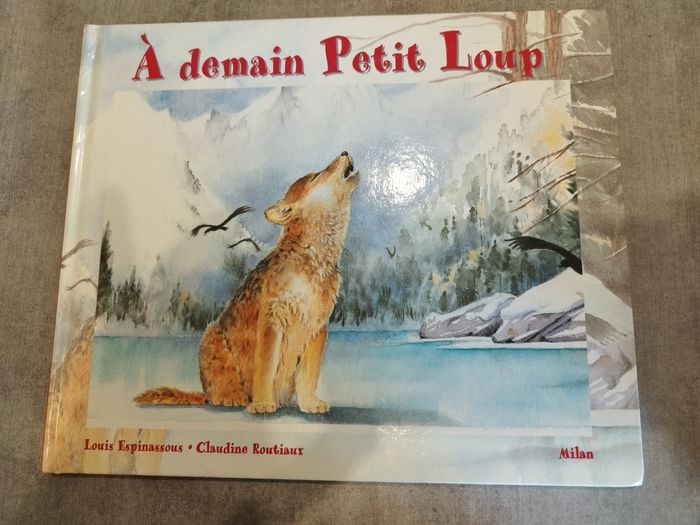 À demain Petit Loup
Louis Espinassous • Claudine Routiaux
Milan